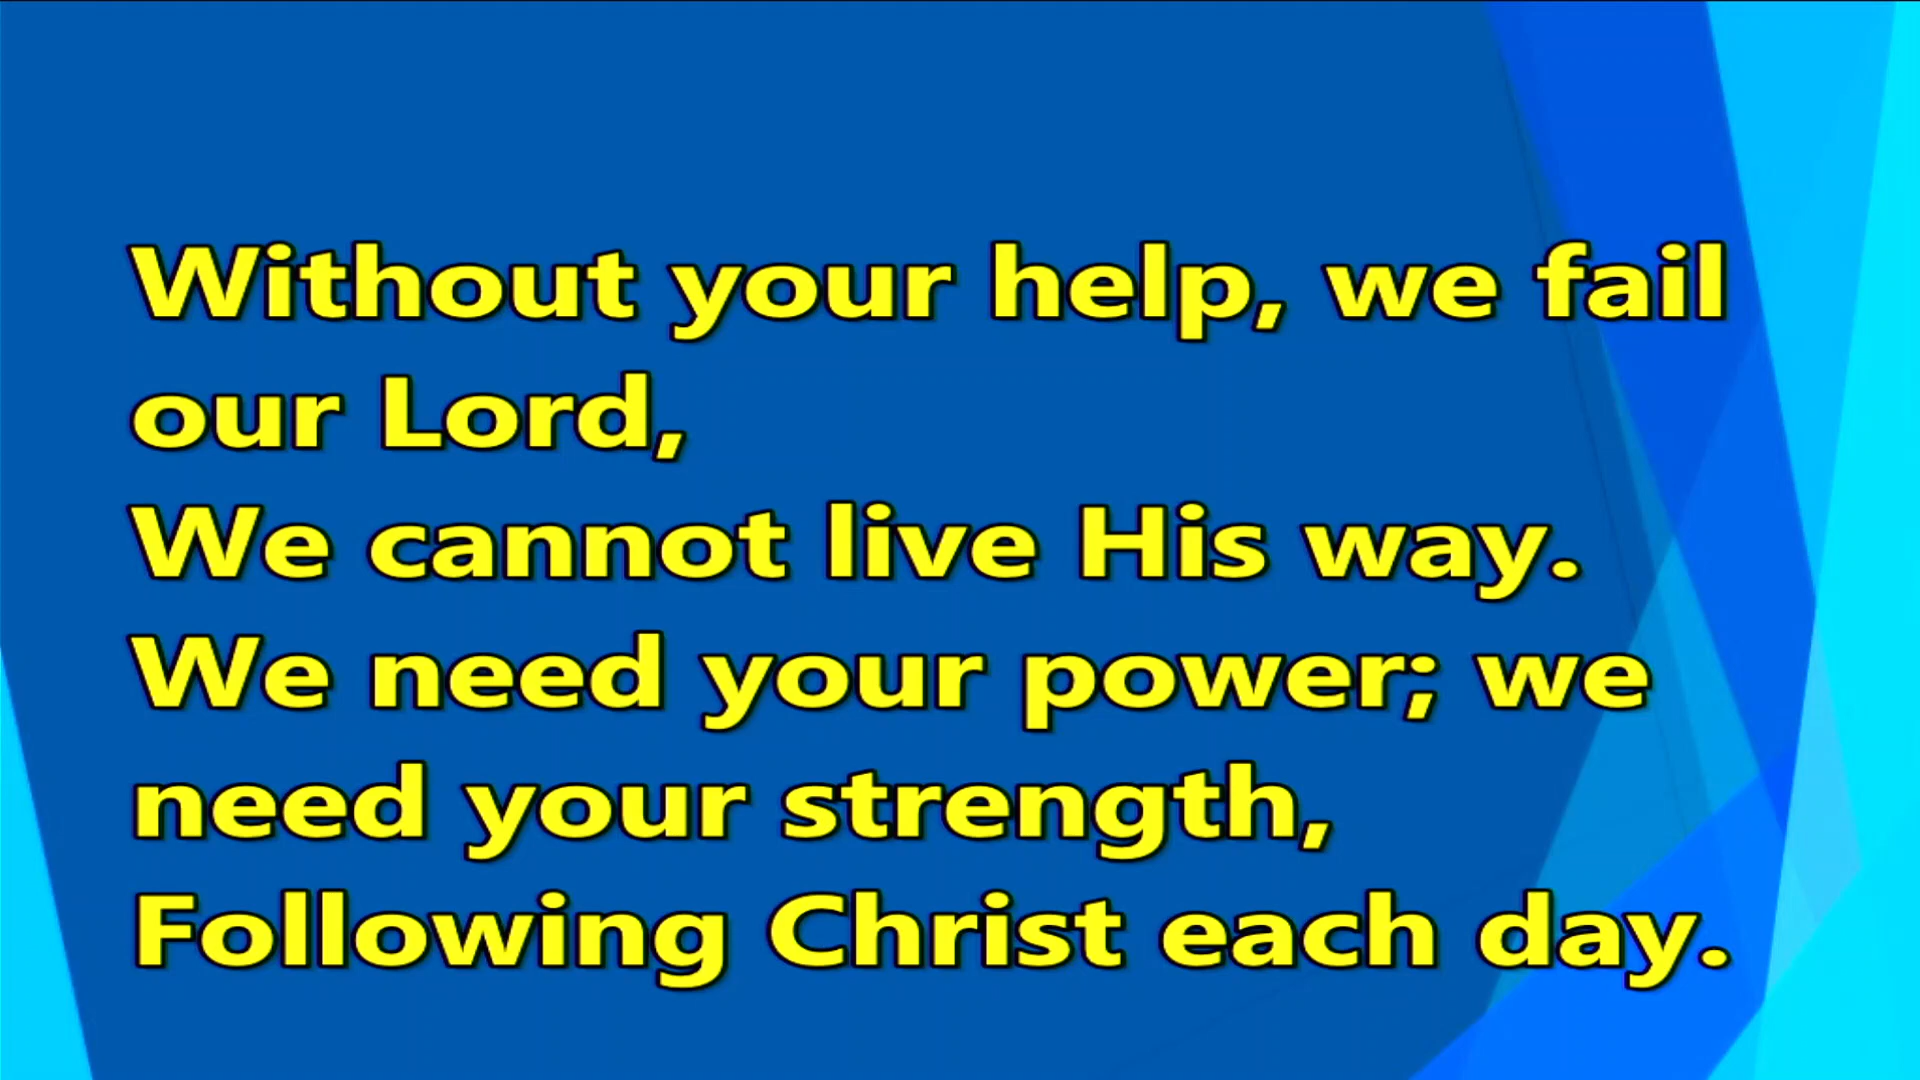 Without your help, we fail
our Lord,
We cannot live His way.
We need your power; we
need your strength,
Following Christ each day.